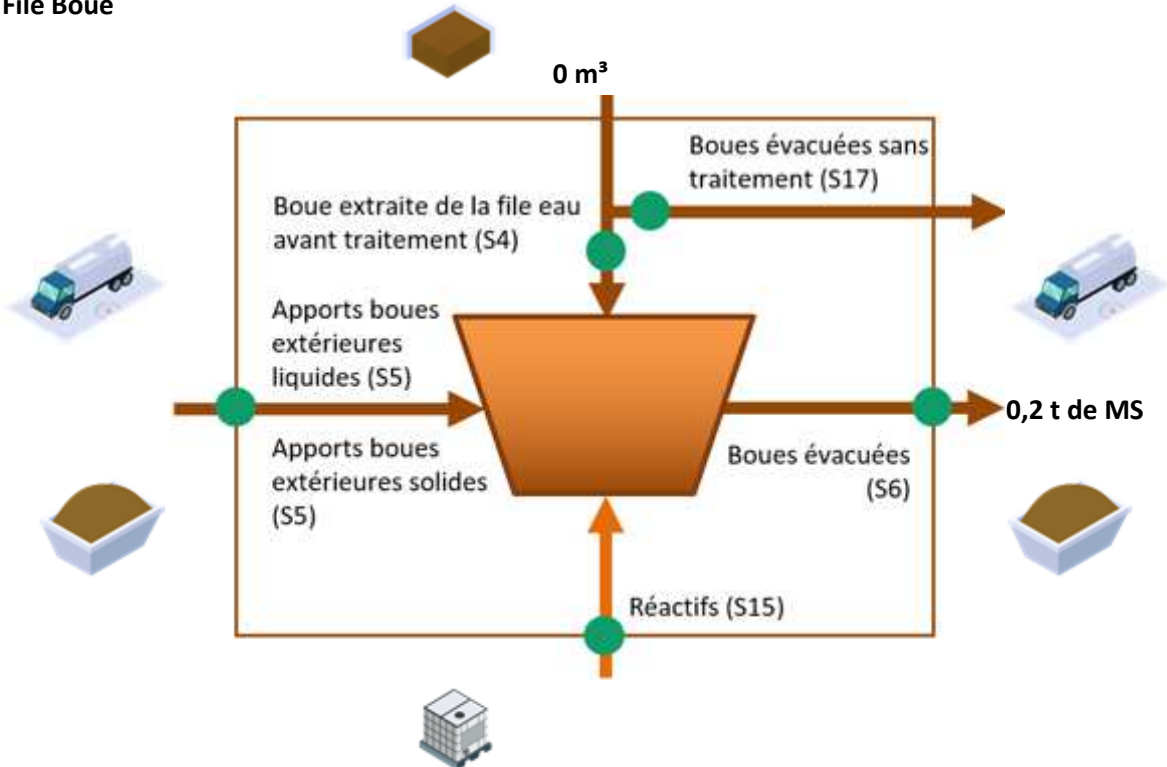 File Boue
0 m³
Boues évacuées sans
traitement (S17)
Boue extraite de la file eau
avant traitement (S4)
Apports boues
extérieures
liquides (S5)
0,2 t de MS
Apports boues
extérieures solides
(S5)
Boues évacuées
(S6)
Réactifs (S15)